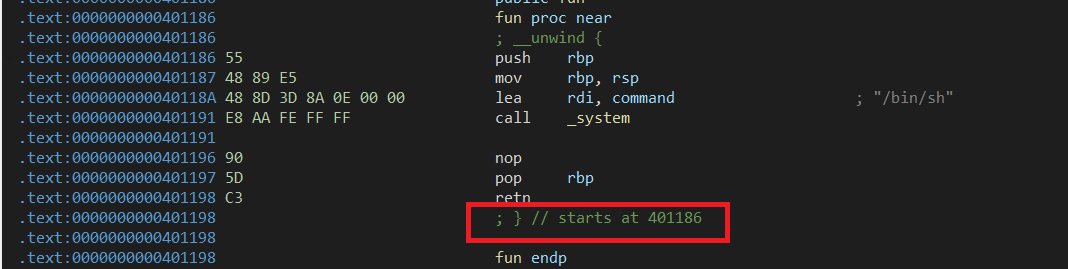 public fun
.text:0000000000401186 fun proc near
.text:0000000000401186 ; __unwind {
.text:0000000000401186 55 push rbp
.text:0000000000401187 48 89 E5 mov rbp, rsp
.text:000000000040118A 48 8D 3D 8A 0E 00 00 lea rdi, command ; "/bin/sh"
.text:0000000000401191 E8 AA FE FF FF call _system
.text:0000000000401191
.text:0000000000401196 90 nop
.text:0000000000401197 5D pop rbp
.text:0000000000401198 C3 retn
.text:0000000000401198 ; } // starts at 401186
.text:0000000000401198
.text:0000000000401198 fun endp